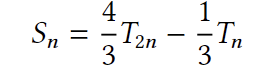 $S_n = \frac{4}{3} T_{2n} - \frac{1}{3} T_n$